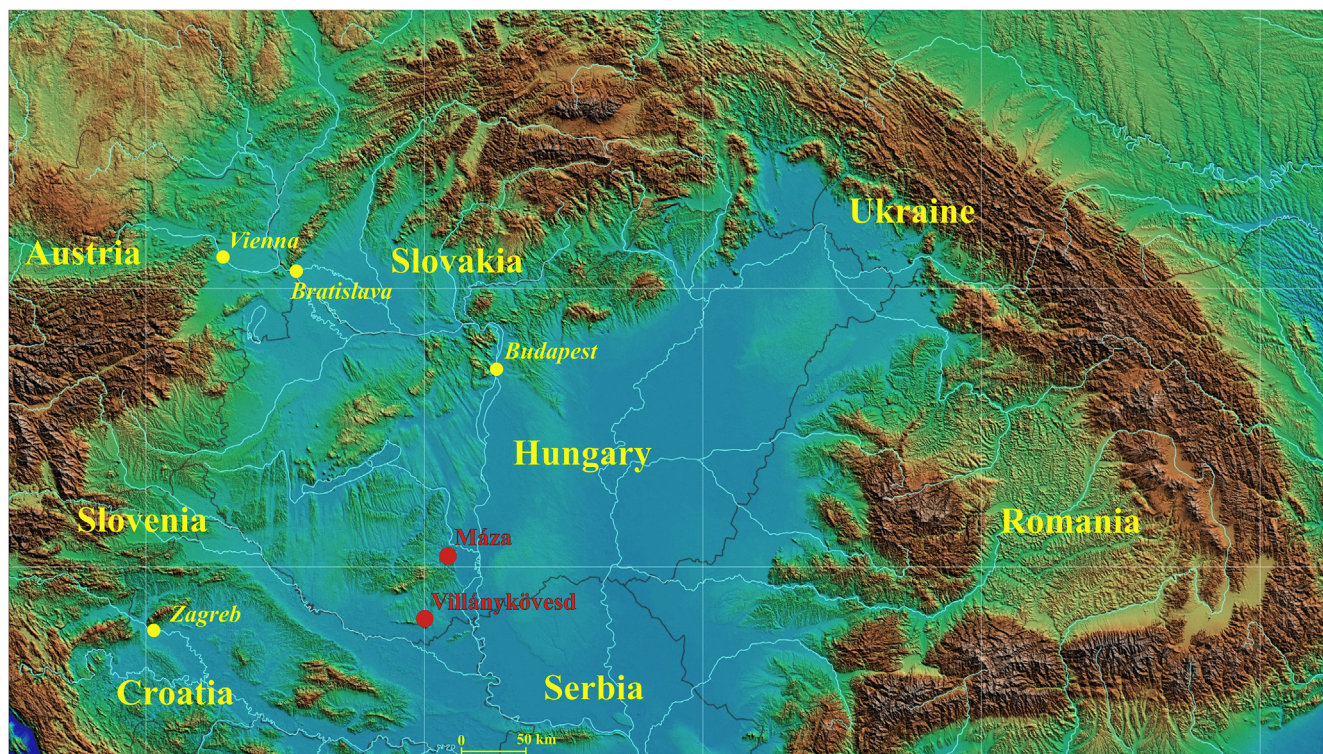 Ukraine
Vienna
Austria
Slovakia
Bratislava
Budapest
Hungary
Slovenia
Romania
Máza
Villánykövesd
Zagreb
Croatia
Serbia
0 50 km